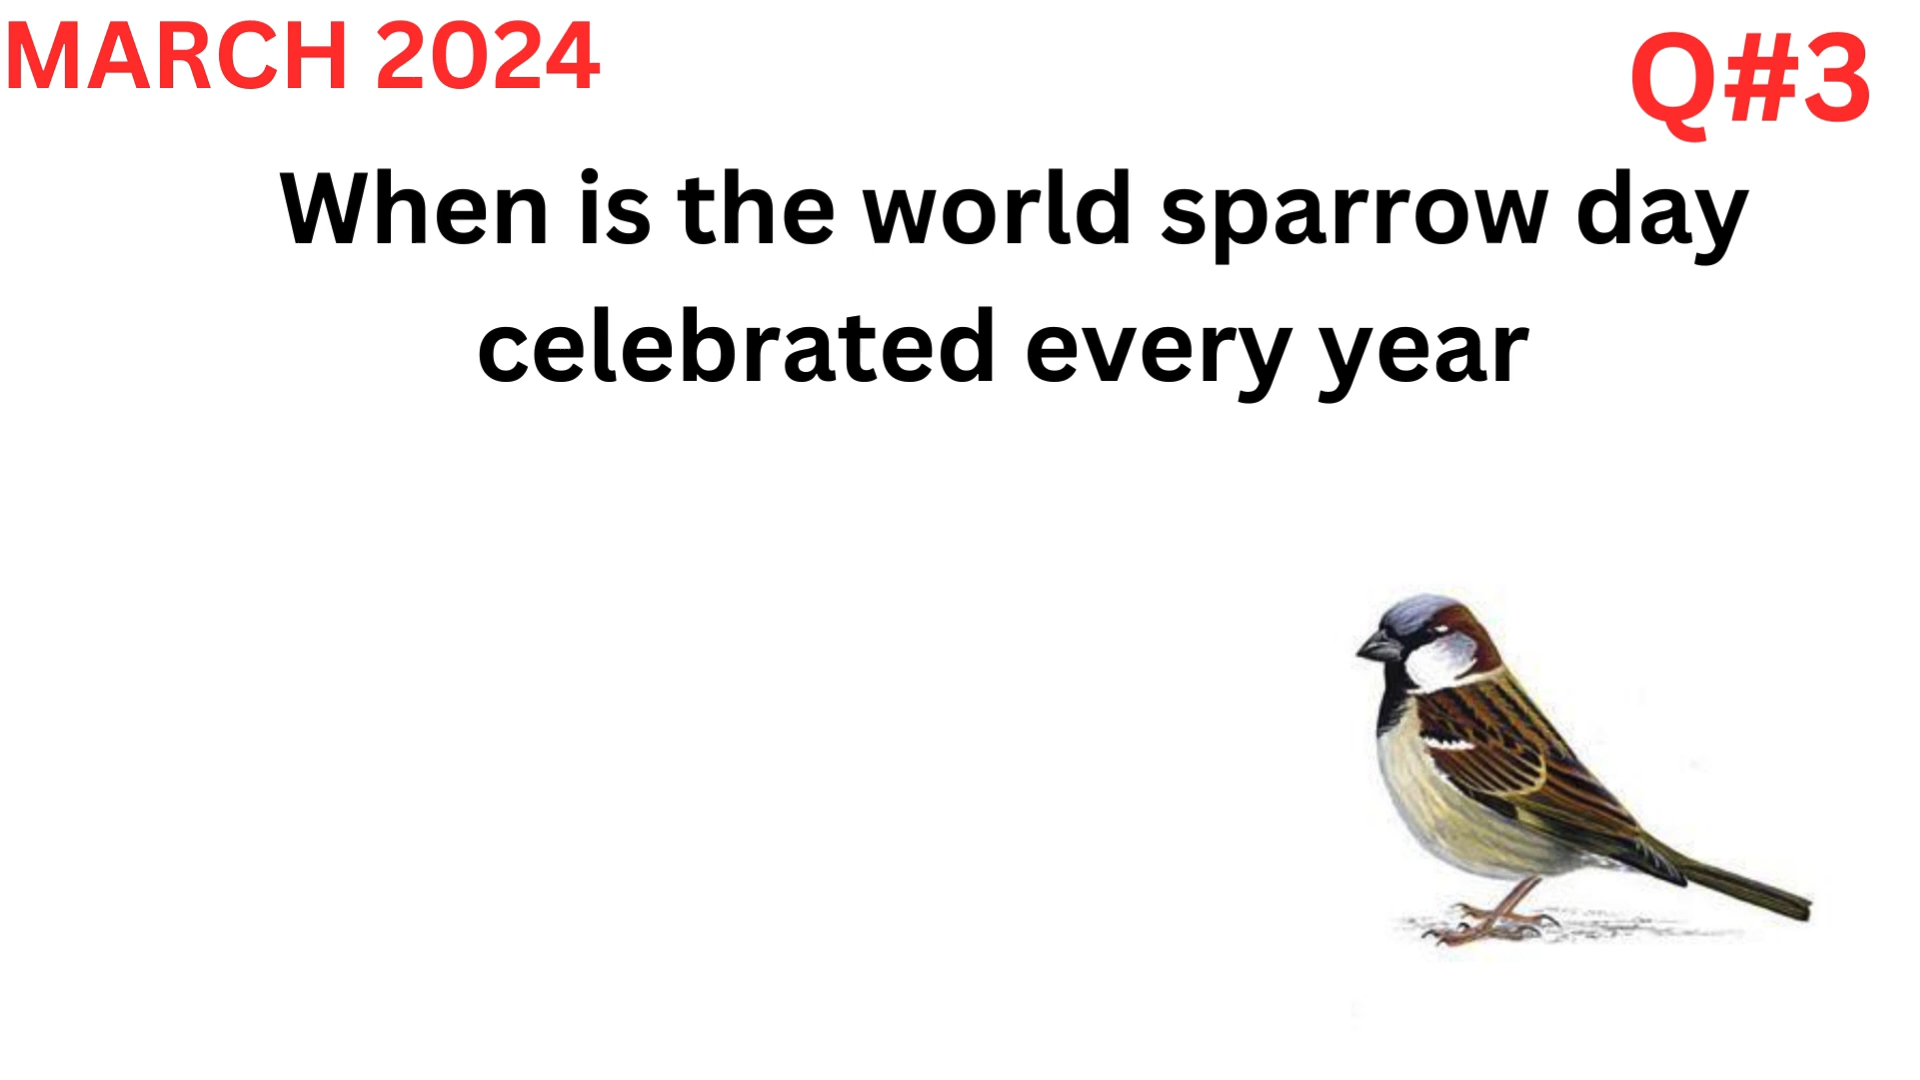 MARCH 2024
Q#3
When is the world sparrow day
celebrated every year